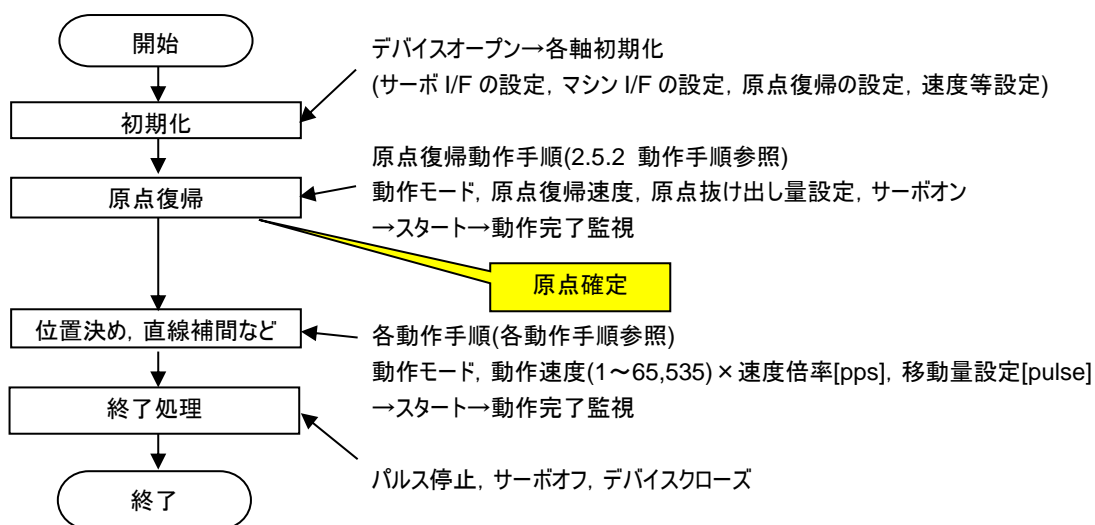 開始
デバイスオープン→各軸初期化
(サーボ I/F の設定, マシン I/F の設定, 原点復帰の設定, 速度等設定)
初期化
原点復帰動作手順(2.5.2 動作手順参照)
原点復帰
動作モード, 原点復帰速度, 原点抜け出し量設定, サーボオン
→スタート→動作完了監視
原点確定
位置決め, 直線補間など
各動作手順(各動作手順参照)
動作モード, 動作速度(1～65,535)×速度倍率[pps], 移動量設定[pulse]
→スタート→動作完了監視
終了処理
パルス停止, サーボオフ, デバイスクローズ
終了